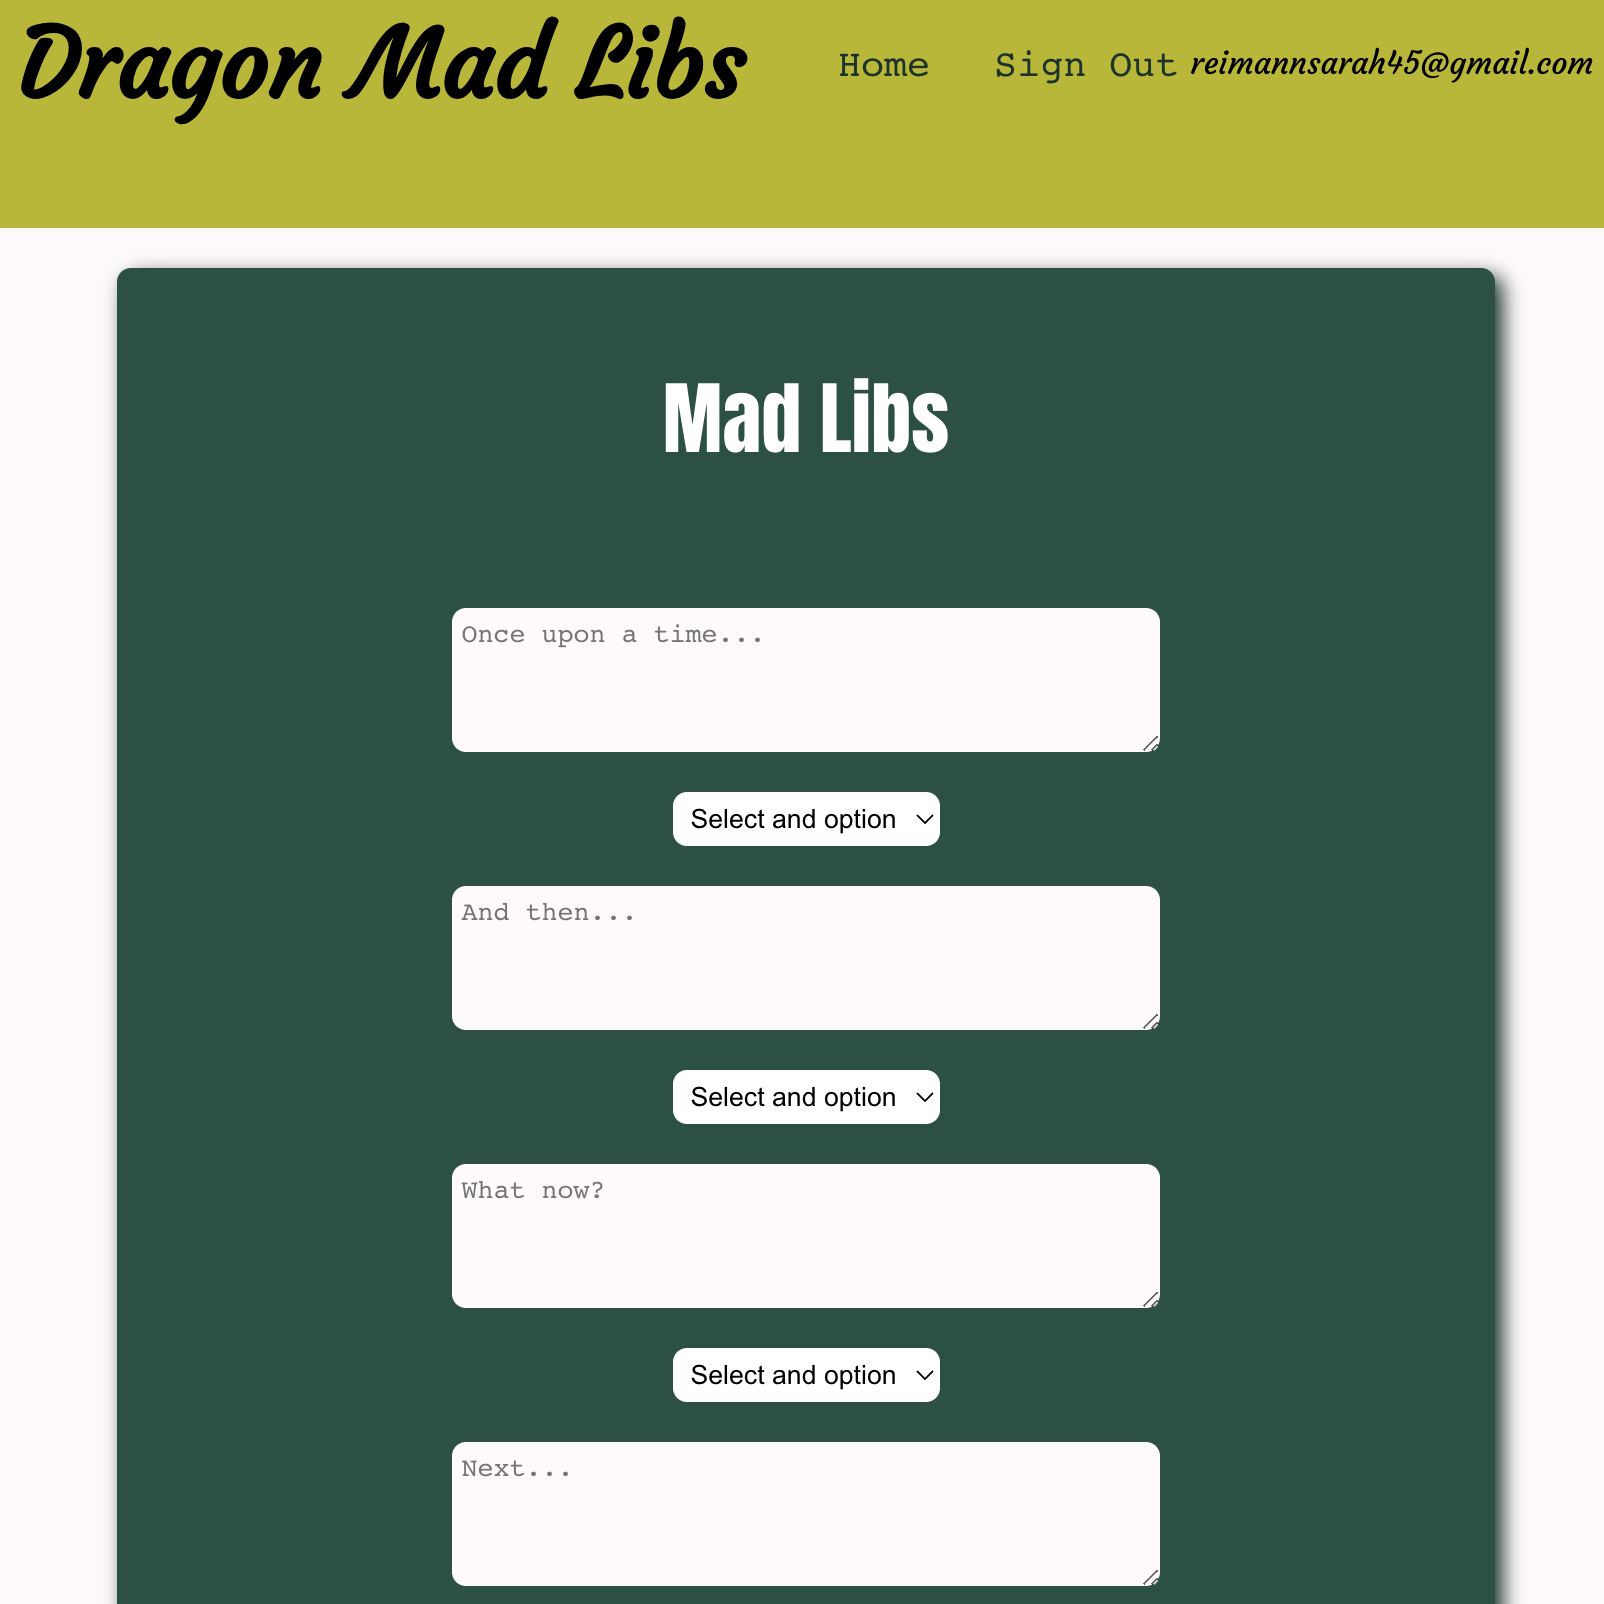 Dragon Mad Libs
Home Sign Out reimannsarah45@gmail.com
Mad Libs
Once upon a time...
Select and option
And then...
Select and option
What now?
Select and option
Next...